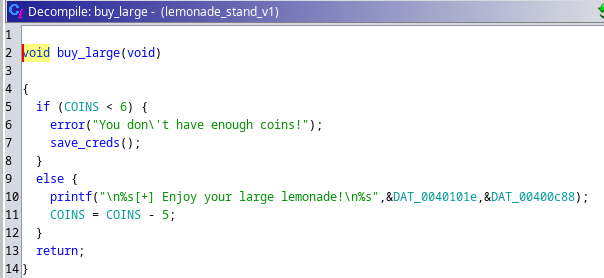 Decompile: buy_large - (lemonade_stand_v1)
1
2 void buy_large(void)
3
4 {
5 if (COINS < 6) {
6 error("You don\'t have enough coins!");
7 save_creds();
8 }
9 else {
10 printf("\n%s[+] Enjoy your large lemonade!\n%s",&DAT_0040101e,&DAT_00400c88);
11 COINS = COINS - 5;
12 }
13 return;
14 }